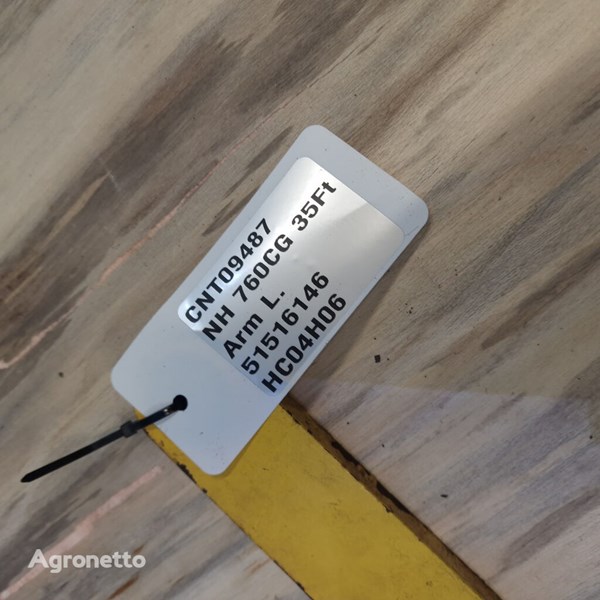 CNT09487
NH 760CG 35Ft
Arm L.
51516146
HC04H06
Agronetto